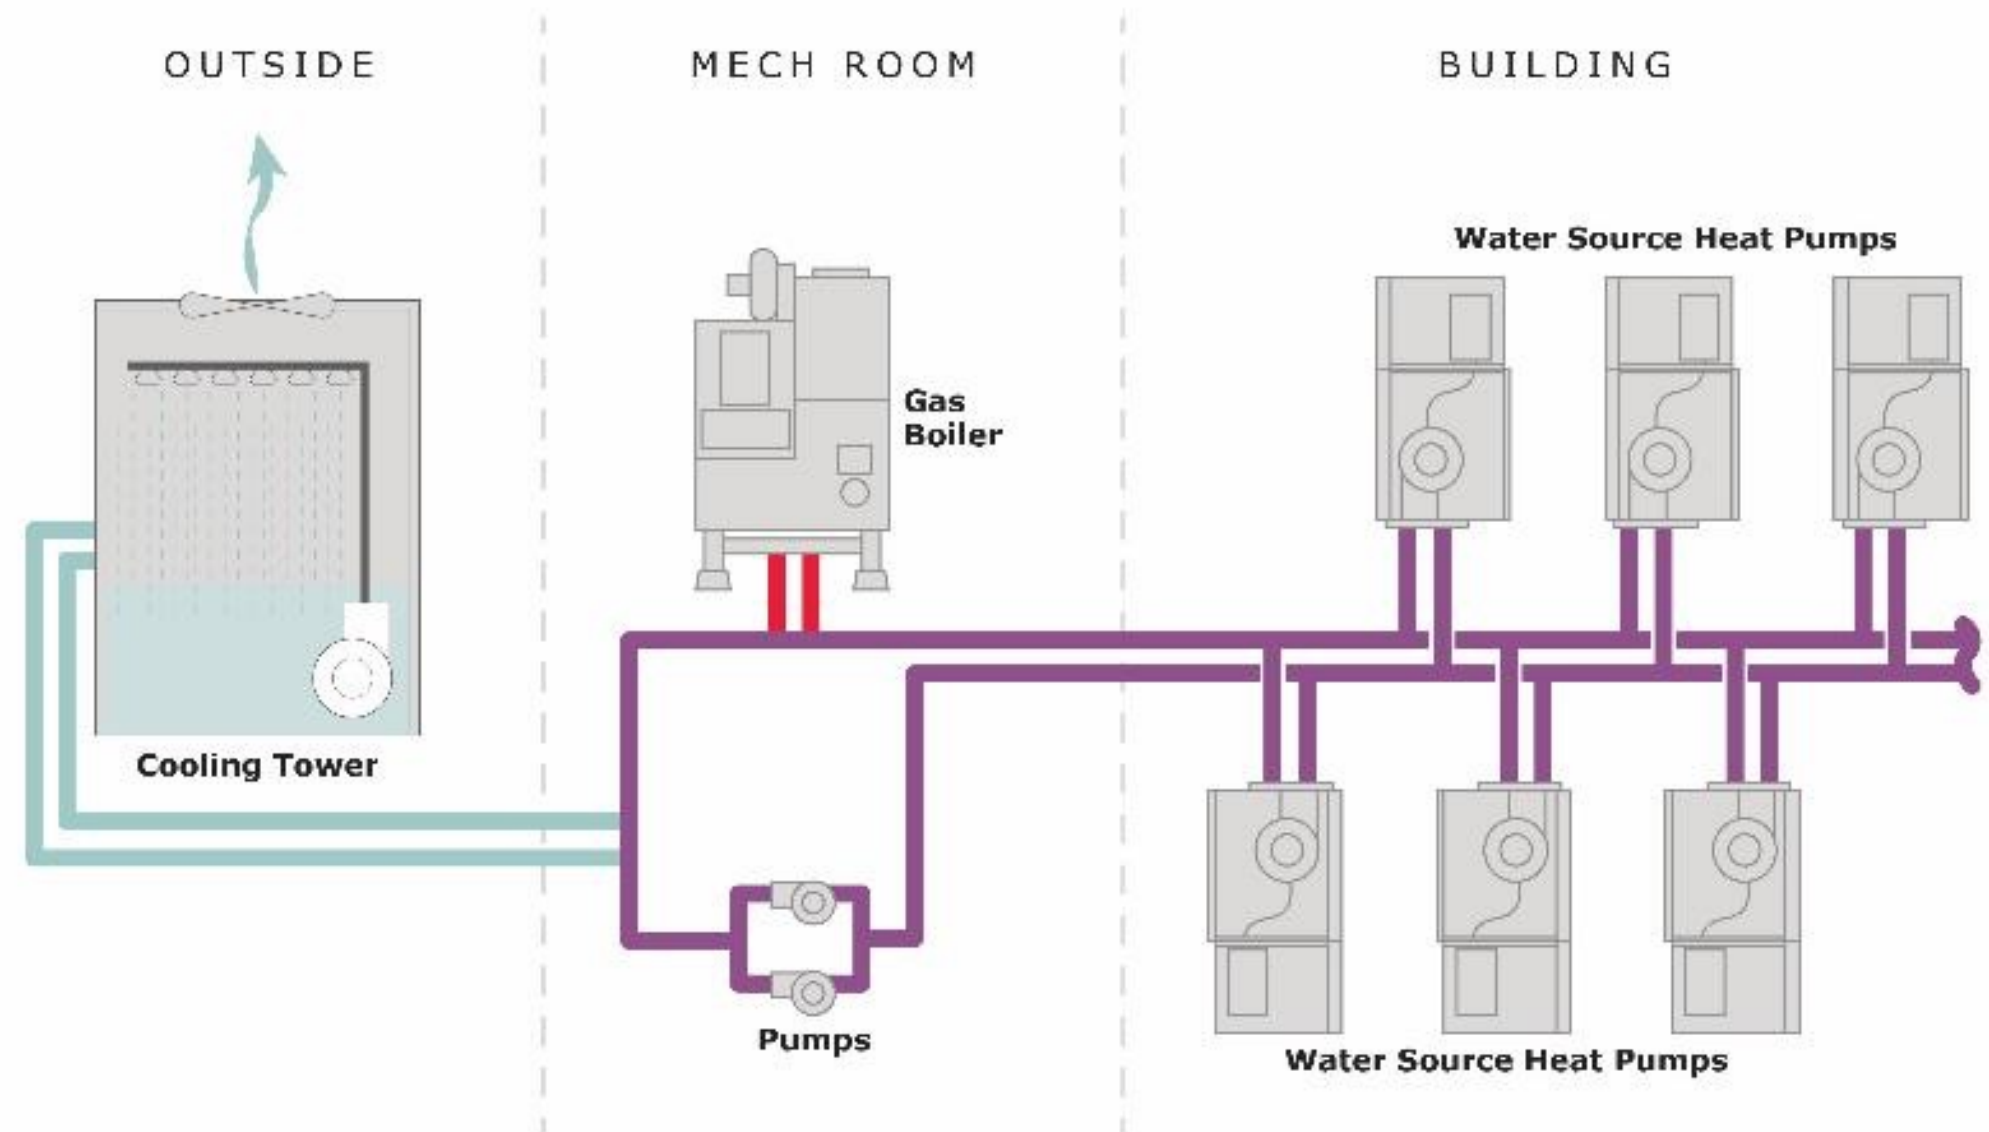 OUTSIDE
MECH ROOM
BUILDING
Water Source Heat Pumps
Gas
Boiler
Cooling Tower
Pumps
Water Source Heat Pumps